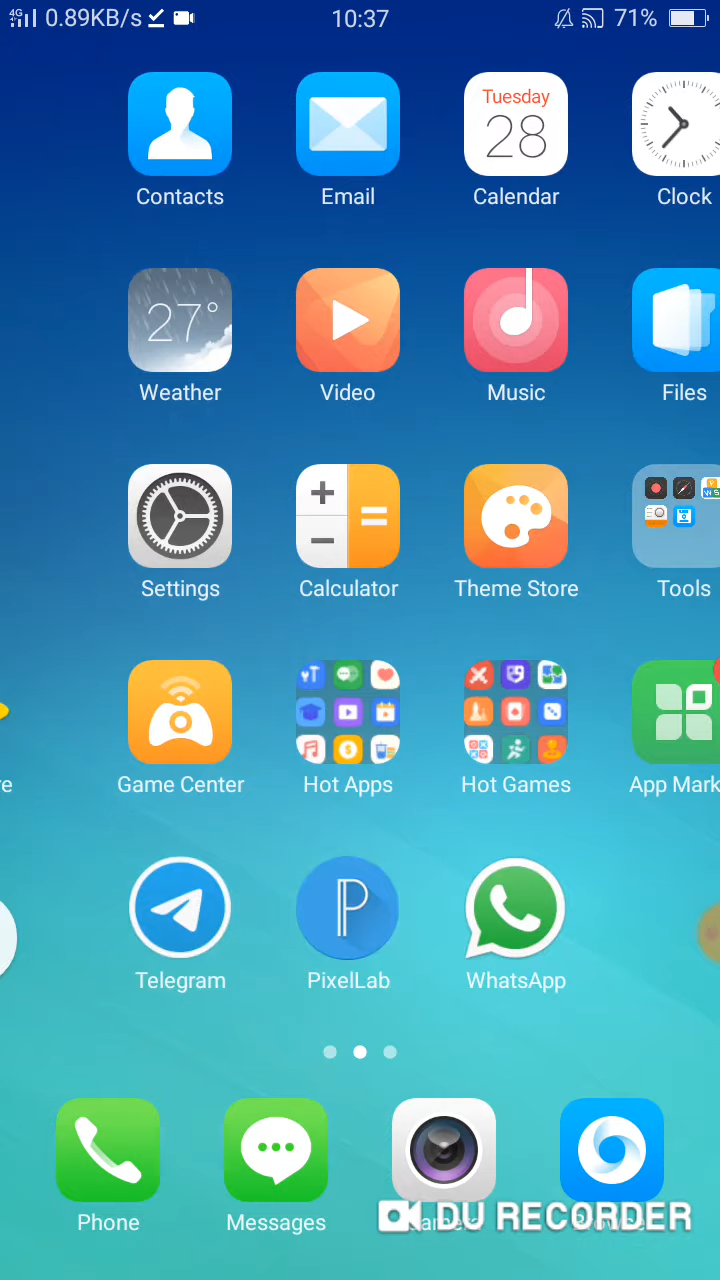 4G 0.89KB/s 10:37 71%
Tuesday
28
Contacts Email Calendar Clock
27°
Weather Video Music Files
Settings Calculator Theme Store Tools
e Game Center Hot Apps Hot Games App Mark
Telegram PixelLab WhatsApp
DU RECORDER
Phone Messages